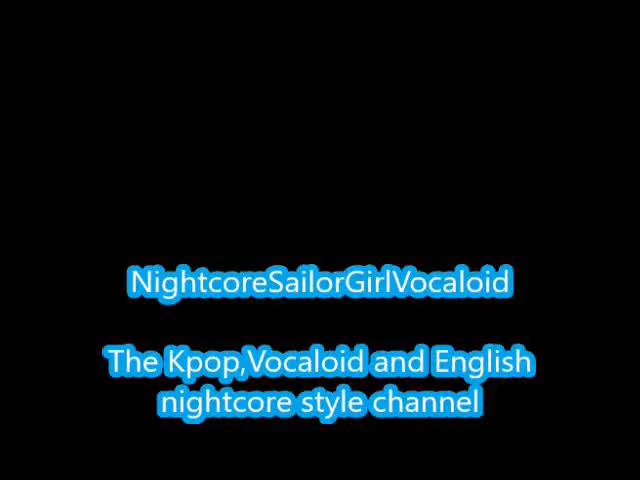 NightcoreSailorGirlVocaloid
The Kpop,Vocaloid and English
nightcore style channel